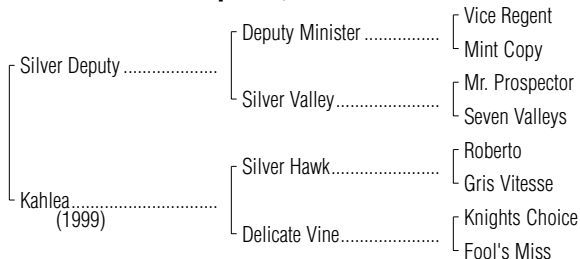 Vice Regent
Deputy Minister .................
Mint Copy
Silver Deputy .....................
Mr. Prospector
Silver Valley.......................
Seven Valleys
Roberto
Silver Hawk........................
Gris Vitesse
Kahlea.................................
(1999)
Knights Choice
Delicate Vine......................
Fool's Miss